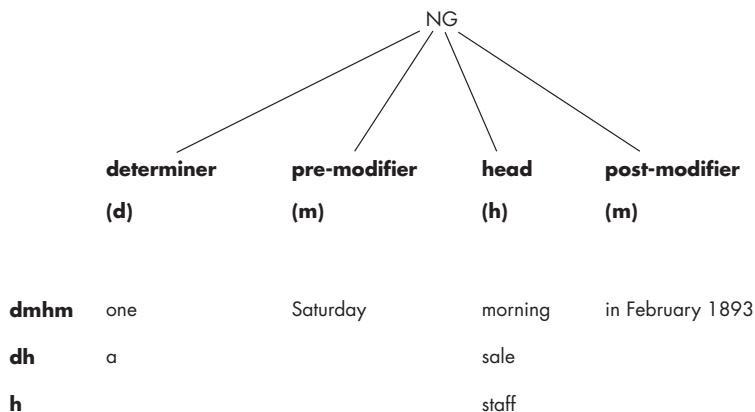 NG
determiner pre-modifier head post-modifier
(d) (m) (h) (m)
dmhm one Saturday morning in February 1893
dh a sale
h staff